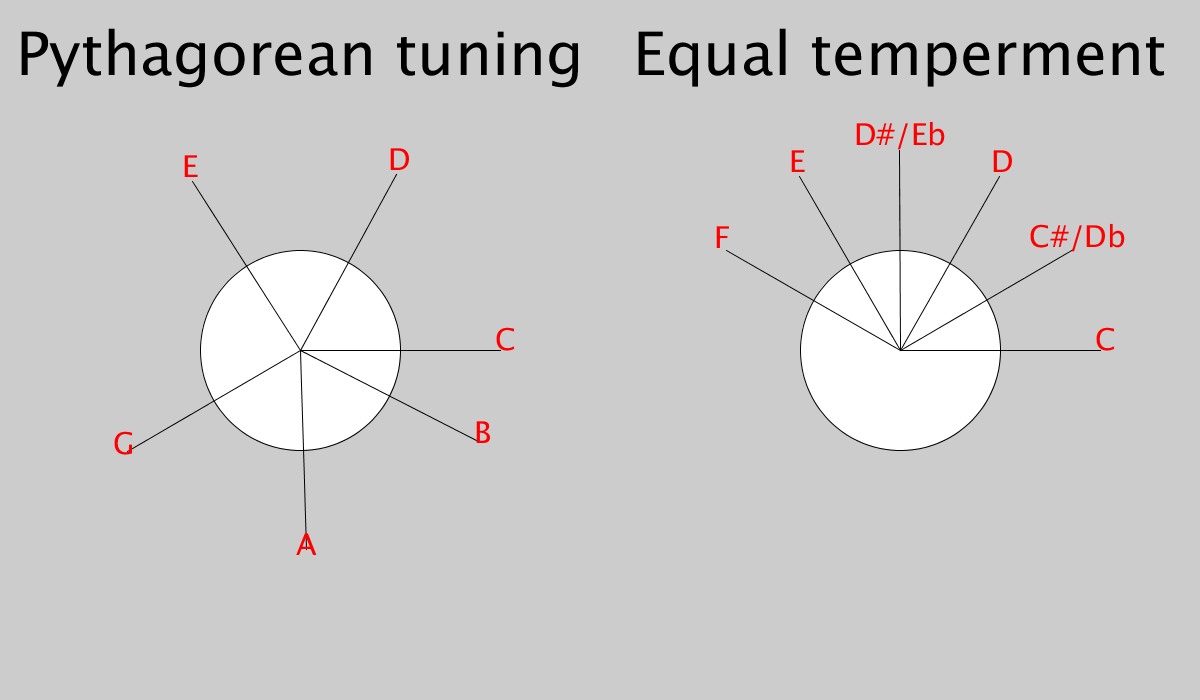 Pythagorean tuning
E
D
C
B
A
G
Equal temperment
F
E
D#/Eb
D
C#/Db
C